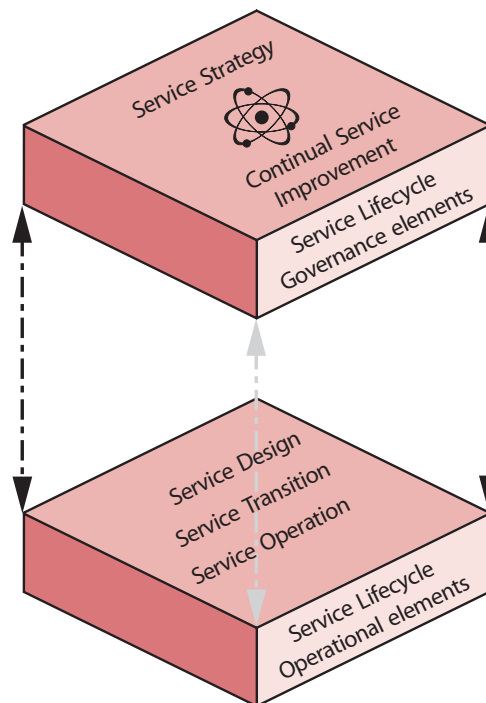 Service Strategy
Continual Service
Improvement
Service Lifecycle
Governance elements
Service Design
Service Transition
Service Operation
Service Lifecycle
Operational elements